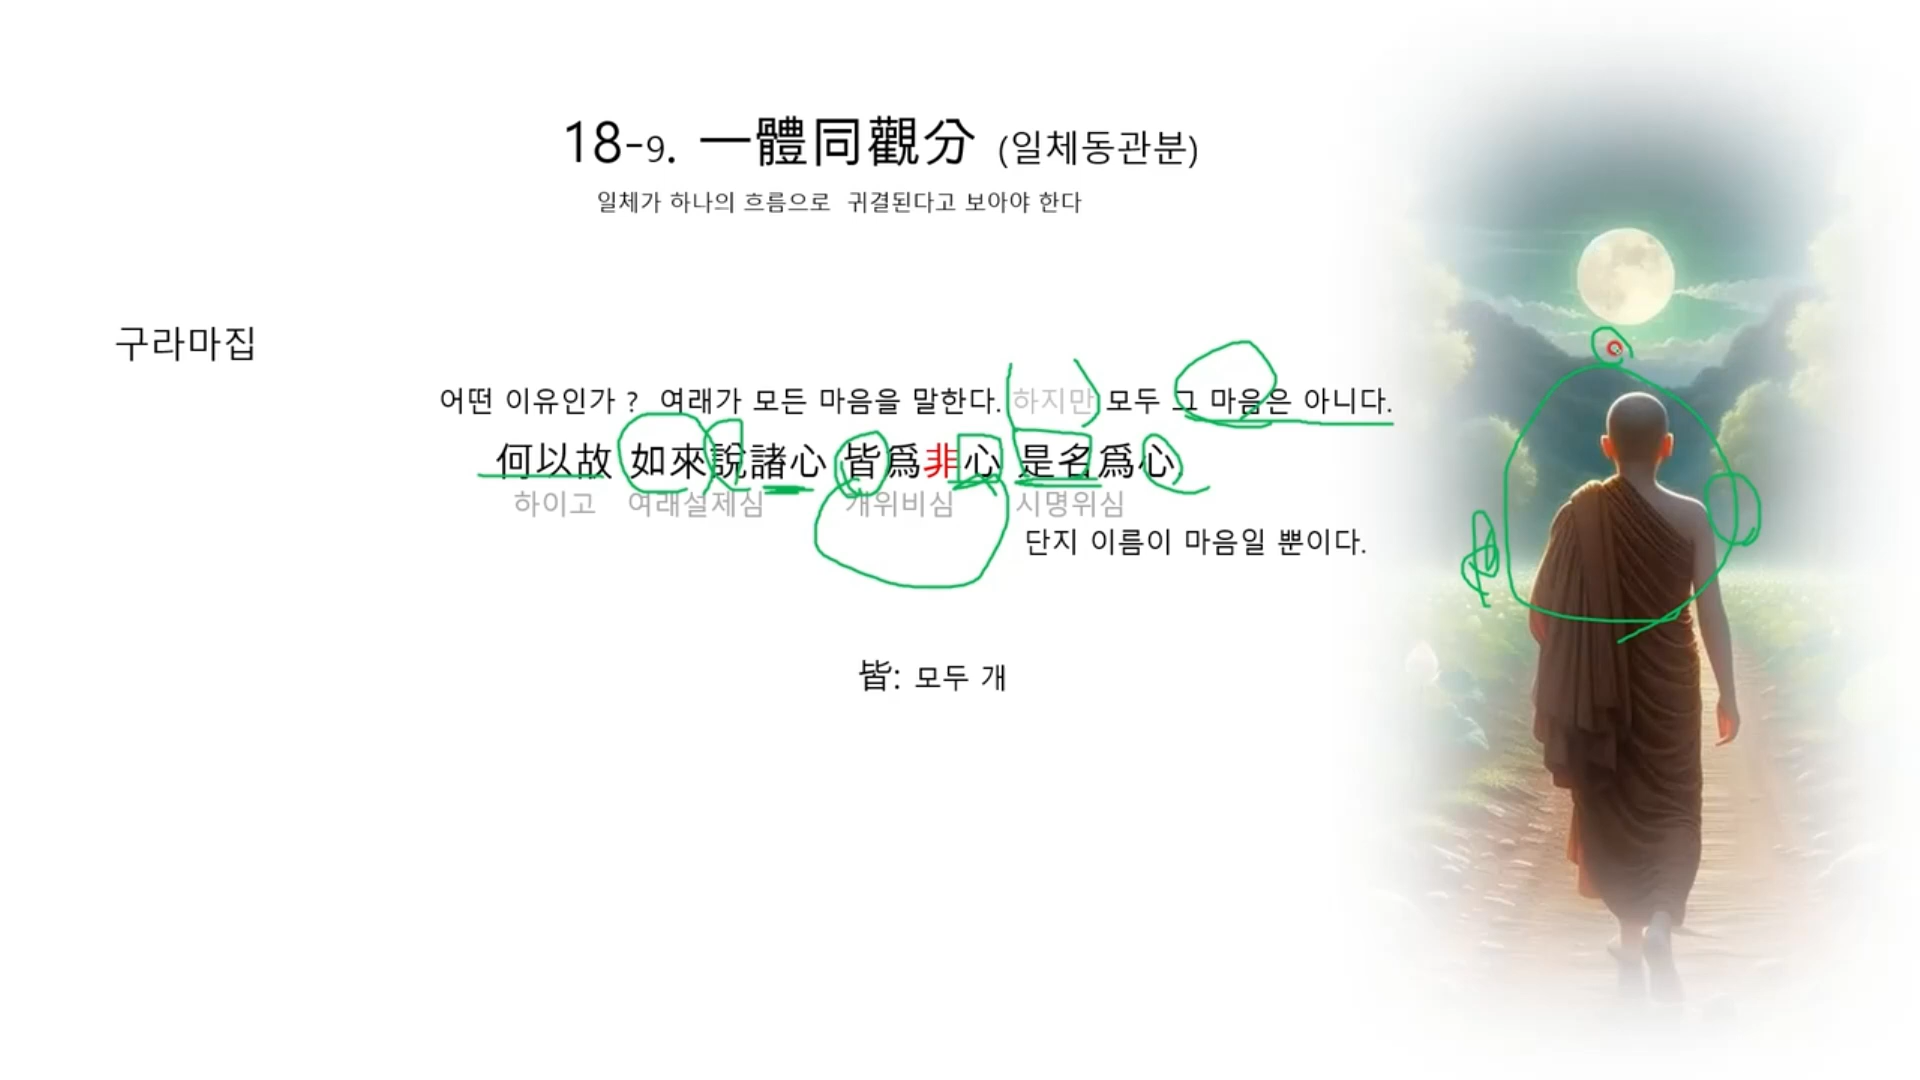 18-9. 一體同觀分 (일체동관분)
일체가 하나의 흐름으로 귀결된다고 보아야 한다
구라마집
어떤 이유인가 ? 여래가 모든 마음을 말한다. 하지만 모두 그 마음은 아니다.
何以故 如來說諸心 皆爲非心 是名爲心.
하이고 여래설제심 개위비심 시명위심
단지 이름이 마음일 뿐이다.
皆: 모두 개